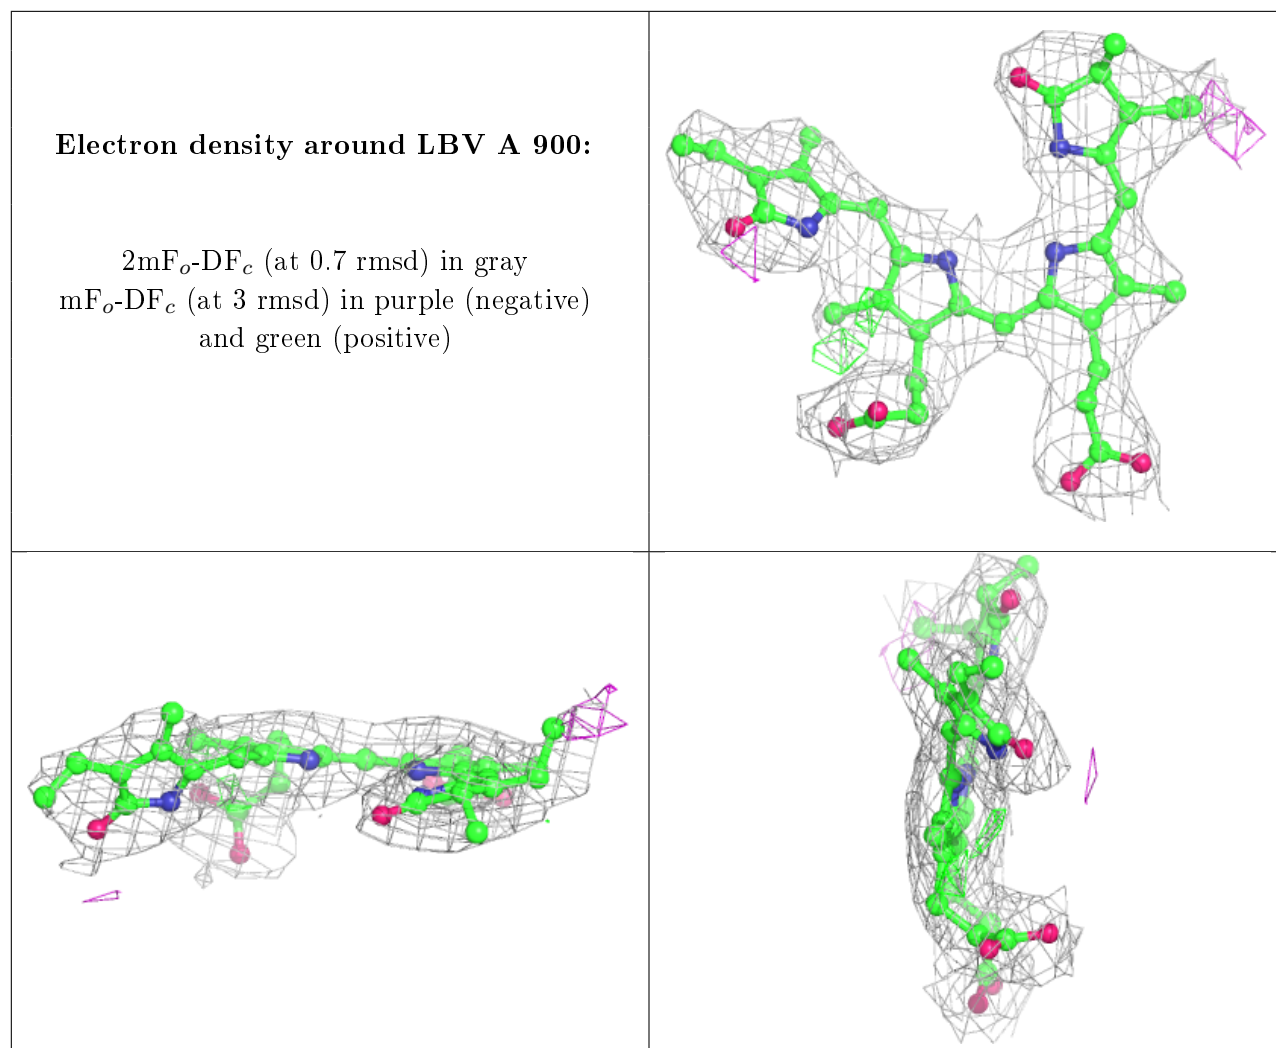 Electron density around LBV A 900:
2mFo-DFc (at 0.7 rmsd) in gray
mFo-DFc (at 3 rmsd) in purple (negative)
and green (positive)